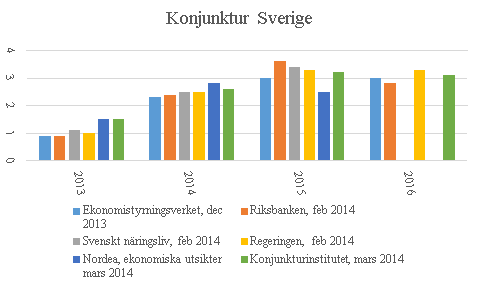 Konjunktur Sverige
4
3
2
1
0
2013
2014
2015
2016
Ekonomistyrningsverket, dec
2013
Riksbanken, feb 2014
Svenskt näringsliv, feb 2014
Regeringen, feb 2014
Nordea, ekonomiska utsikter
mars 2014
Konjunkturinstitutet, mars 2014